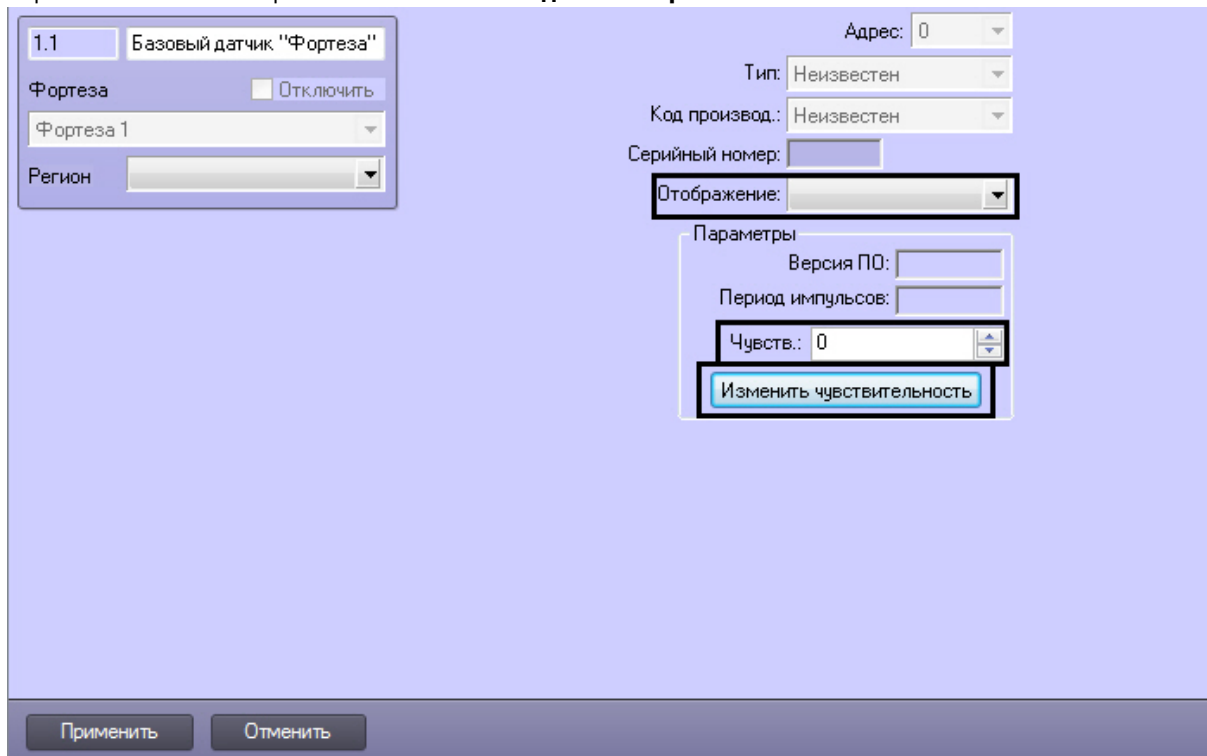 1.1 Базовый датчик "Фортеза"
Фортеза Отключить
Фортеза 1
Регион
Адрес: 0
Тип: Неизвестен
Код производ.: Неизвестен
Серийный номер:
Отображение:
Параметры
Версия ПО:
Период импульсов:
Чувств.: 0
Изменить чувствительность
Применить Отменить